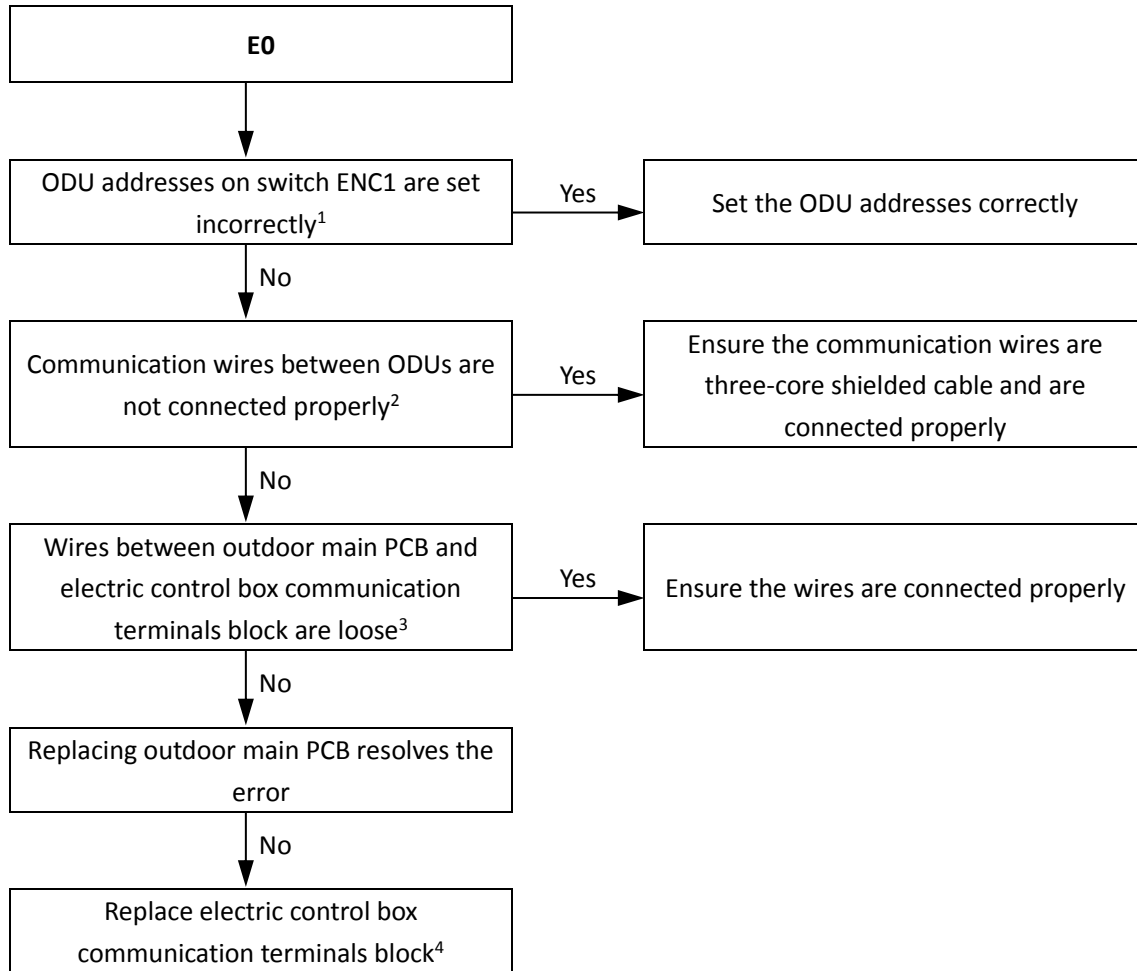 E0
ODU addresses on switch ENC1 are set
incorrectly¹
Yes
Set the ODU addresses correctly
No
Communication wires between ODUs are
not connected properly²
Yes
Ensure the communication wires are
three-core shielded cable and are
connected properly
No
Wires between outdoor main PCB and
electric control box communication
terminals block are loose³
Yes
Ensure the wires are connected properly
No
Replacing outdoor main PCB resolves the
error
No
Replace electric control box
communication terminals block⁴